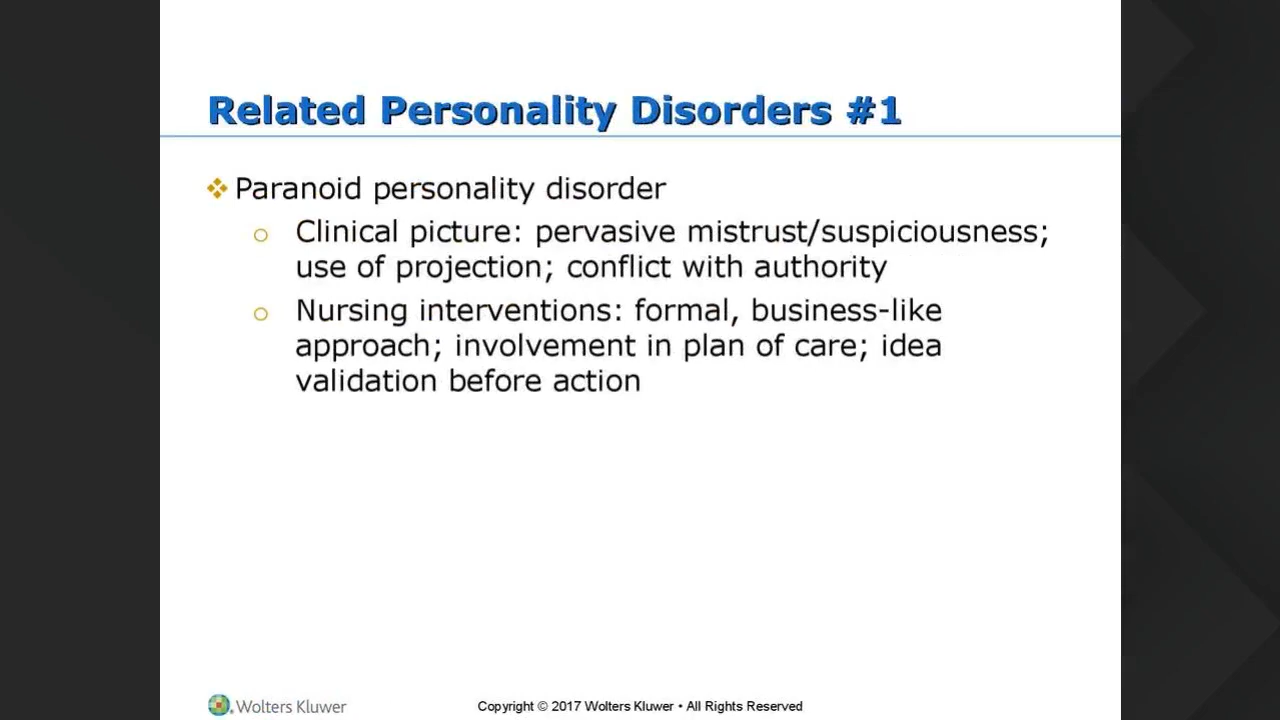 Related Personality Disorders #1
❖ Paranoid personality disorder
o Clinical picture: pervasive mistrust/suspiciousness;
use of projection; conflict with authority
o Nursing interventions: formal, business-like
approach; involvement in plan of care; idea
validation before action
Wolters Kluwer
Copyright © 2017 Wolters Kluwer • All Rights Reserved